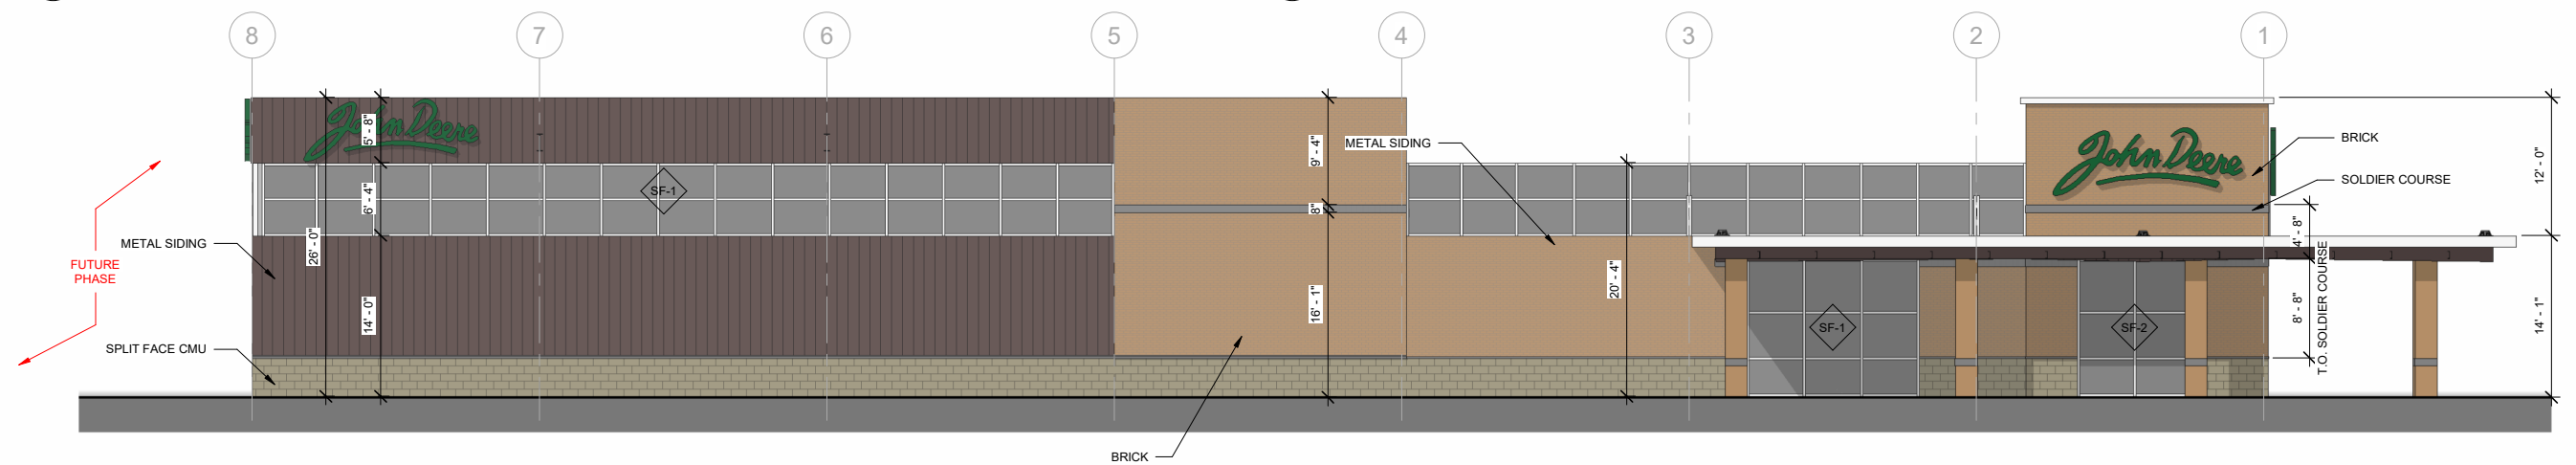 8
7
6
5
4
3
2
1
John Deere
5' - 8"
6' - 4"
26' - 0"
14' - 0"
SF-1
METAL SIDING
FUTURE
PHASE
SPLIT FACE CMU
9' - 4"
8"
16' - 1"
BRICK
METAL SIDING
20' - 4"
SF-1
SF-2
John Deere
BRICK
SOLDIER COURSE
4' - 8"
8' - 8"
T.O. SOLDIER COURSE
12' - 0"
14' - 1"